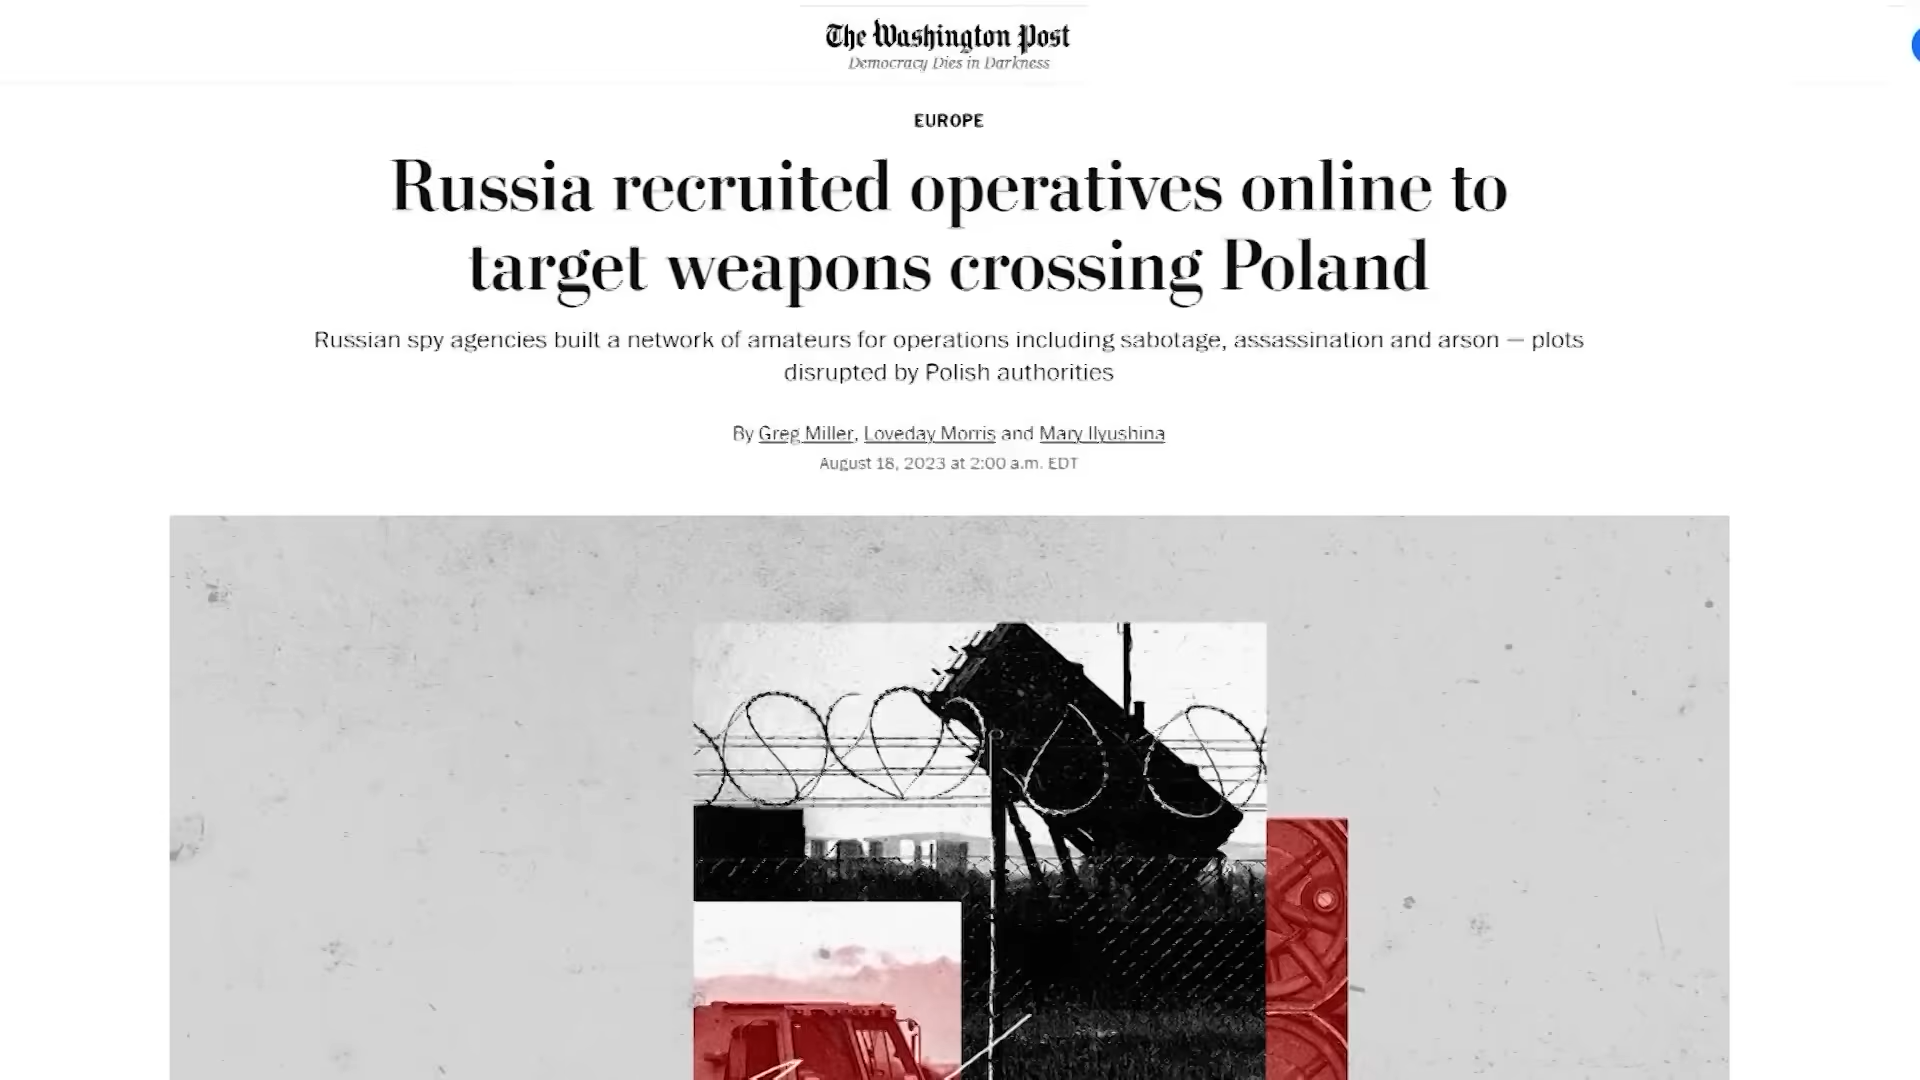 The Washington Post
Democracy Dies in Darkness
EUROPE
Russia recruited operatives online to
target weapons crossing Poland
Russian spy agencies built a network of amateurs for operations including sabotage, assassination and arson — plots
disrupted by Polish authorities
By Greg Miller, Loveday Morris and Mary Ilyushina
August 18, 2023 at 2:00 a.m. EDT